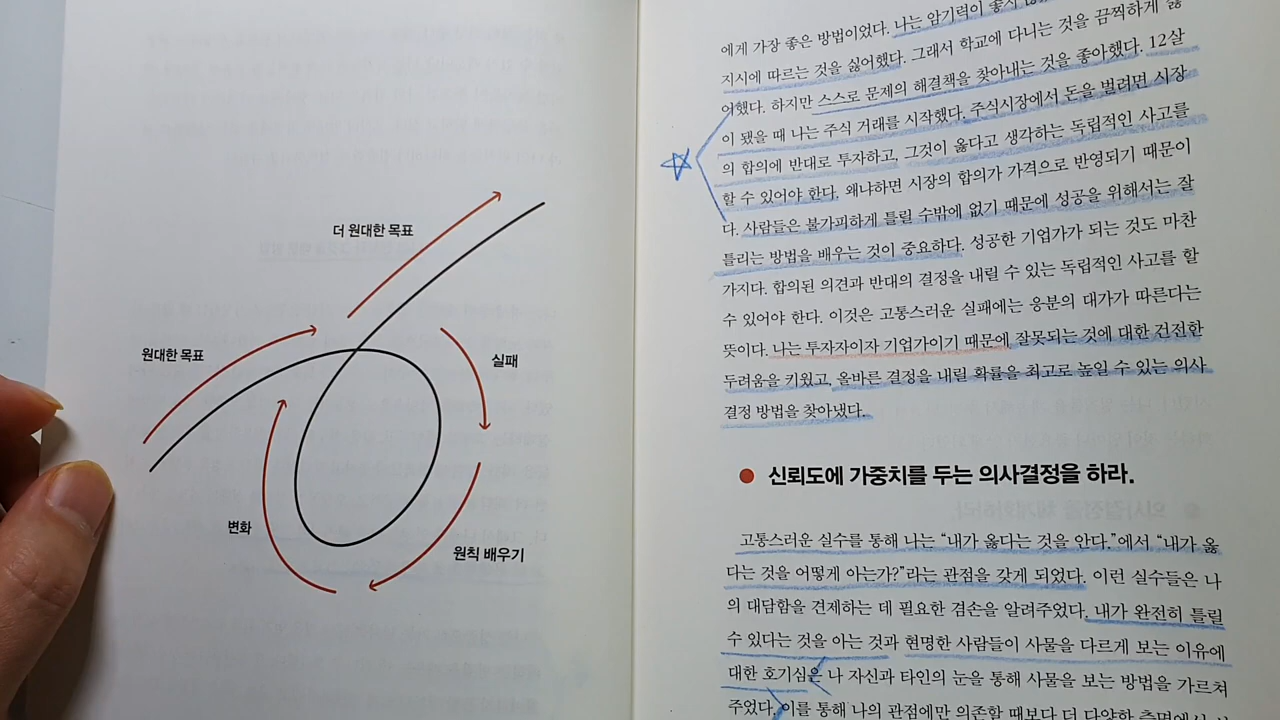 더 원대한 목표
원대한 목표
실패
변화
원칙 배우기
에게 가장 좋은 방법이었다. 나는 암기력이 좋지
지시에 따르는 것을 싫어했다. 그래서 학교에 다니는 것을 끔찍하게 싫
어했다. 하지만 스스로 문제의 해결책을 찾아내는 것을 좋아했다. 12살
이 됐을 때 나는 주식 거래를 시작했다. 주식시장에서 돈을 벌려면 시장
의 합의에 반대로 투자하고, 그것이 옳다고 생각하는 독립적인 사고를
할 수 있어야 한다. 왜냐하면 시장의 합의가 가격으로 반영되기 때문이
다. 사람들은 불가피하게 틀릴 수밖에 없기 때문에 성공을 위해서는 잘
틀리는 방법을 배우는 것이 중요하다. 성공한 기업가가 되는 것도 마찬
가지다. 합의된 의견과 반대의 결정을 내릴 수 있는 독립적인 사고를 할
수 있어야 한다. 이것은 고통스러운 실패에는 응분의 대가가 따른다는
뜻이다. 나는 투자자이자 기업가이기 때문에 잘못되는 것에 대한 건전한
두려움을 키웠고, 올바른 결정을 내릴 확률을 최고로 높일 수 있는 의사
결정 방법을 찾아냈다.
● 신뢰도에 가중치를 두는 의사결정을 하라.
고통스러운 실수를 통해 나는 “내가 옳다는 것을 안다.”에서 “내가 옳
다는 것을 어떻게 아는가?”라는 관점을 갖게 되었다. 이런 실수들은 나
의 대담함을 견제하는 데 필요한 겸손을 알려주었다. 내가 완전히 틀릴
수 있다는 것을 아는 것과 현명한 사람들이 사물을 다르게 보는 이유에
대한 호기심은 나 자신과 타인의 눈을 통해 사물을 보는 방법을 가르쳐
주었다. 이를 통해 나의 관점에만 의존할 때보다 더 다양한 측면에서